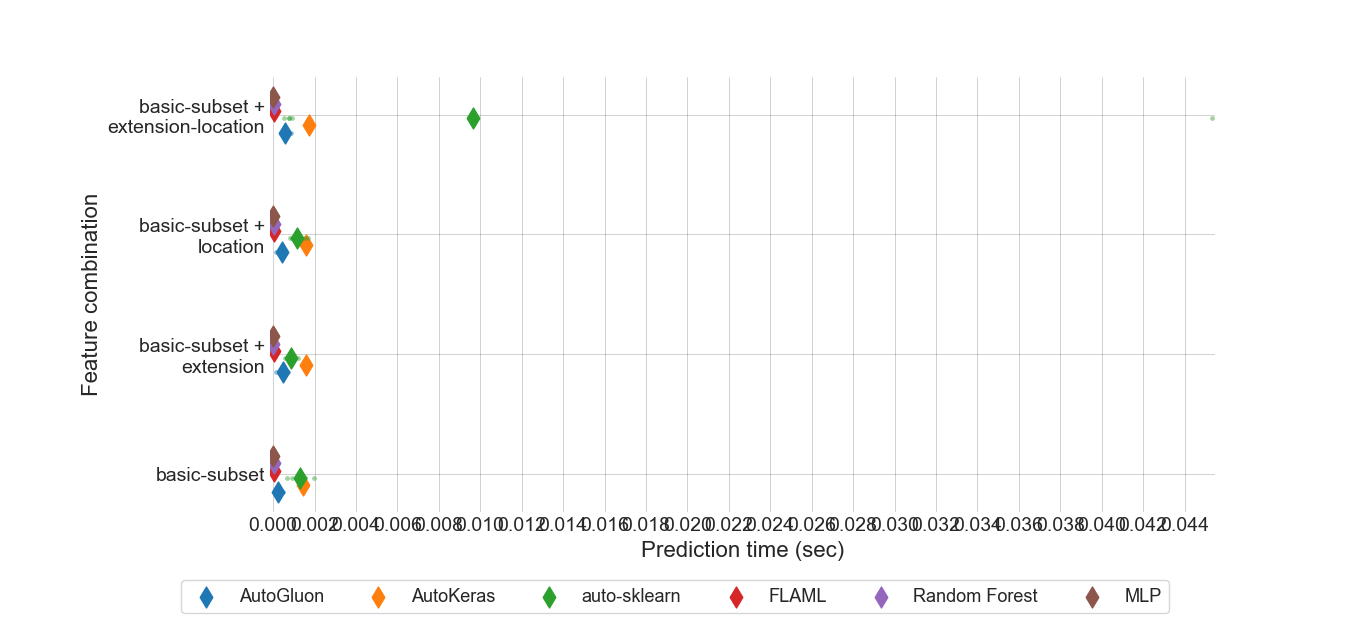 basic-subset +
extension-location
basic-subset +
location
basic-subset +
extension
basic-subset
Feature combination
0.000 0.002 0.004 0.006 0.008 0.010 0.012 0.014 0.016 0.018 0.020 0.022 0.024 0.026 0.028 0.030 0.032 0.034 0.036 0.038 0.040 0.042 0.044
Prediction time (sec)
AutoGluon AutoKeras auto-sklearn FLAML Random Forest MLP